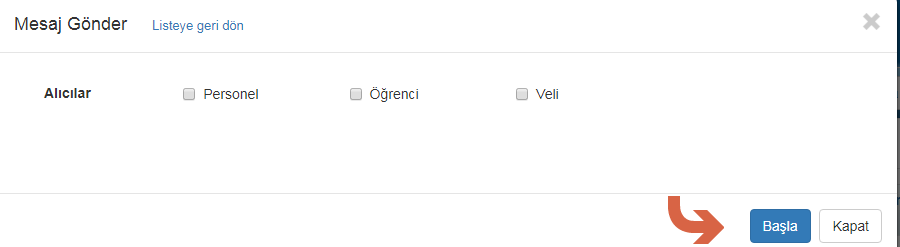 Mesaj Gönder Listeye geri dön
Alıcılar Personel Öğrenci Veli
Başla Kapat